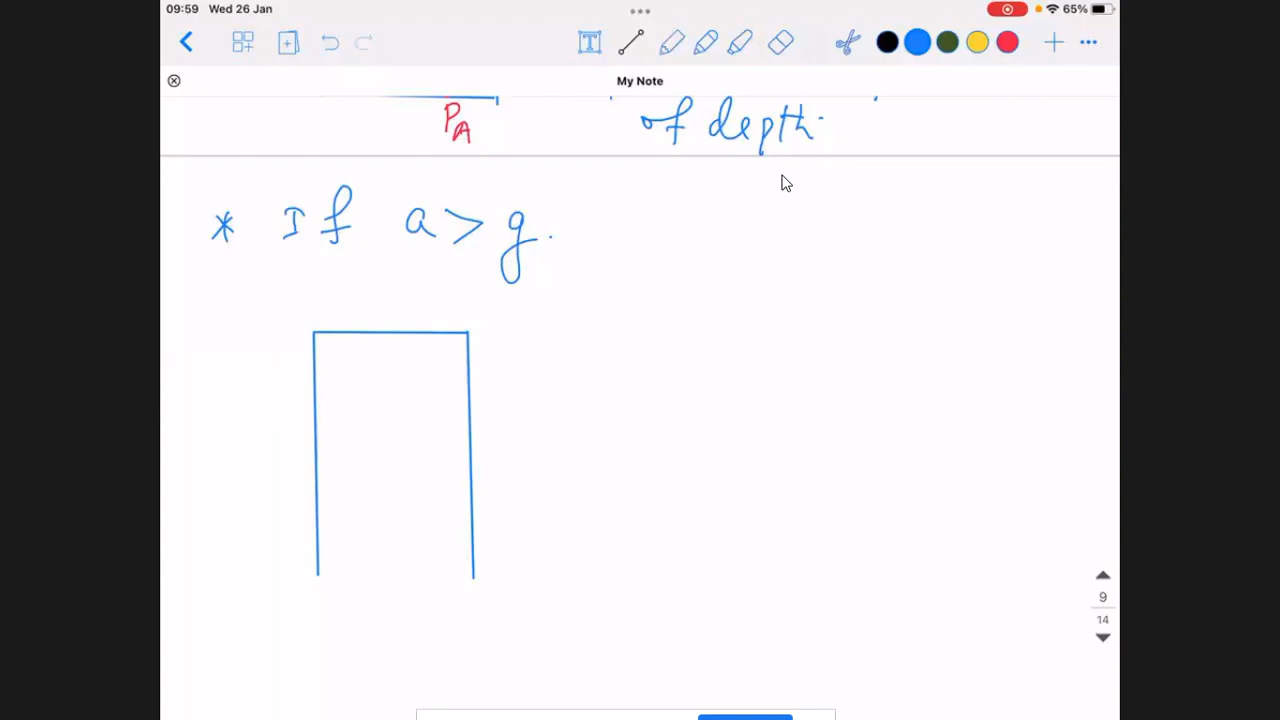 09:59 Wed 26 Jan
65%
My Note
PA
of depth.
* If a > g.
9
14